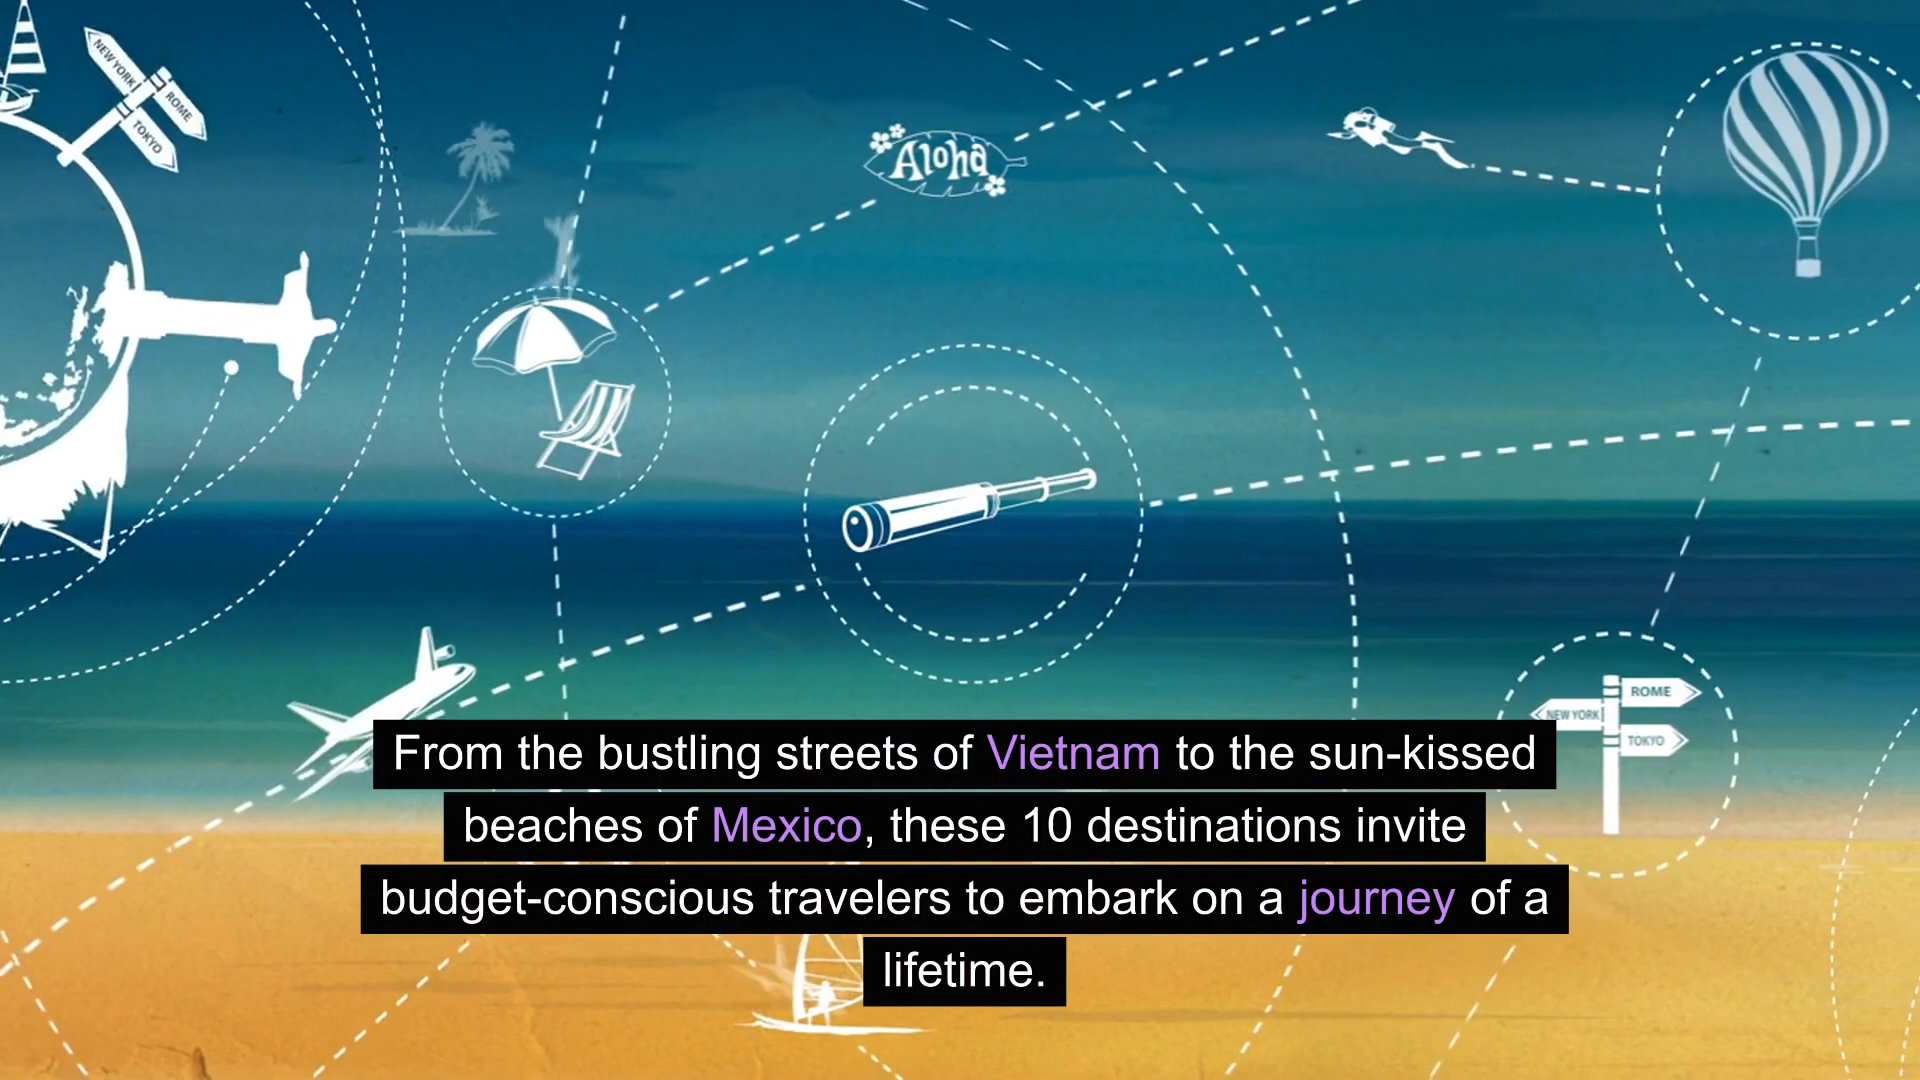 NEW YORK
ROME
TOKYO
Aloha
ROME
NEW YORK
TOKYO
From the bustling streets of Vietnam to the sun-kissed
beaches of Mexico, these 10 destinations invite
budget-conscious travelers to embark on a journey of a
lifetime.